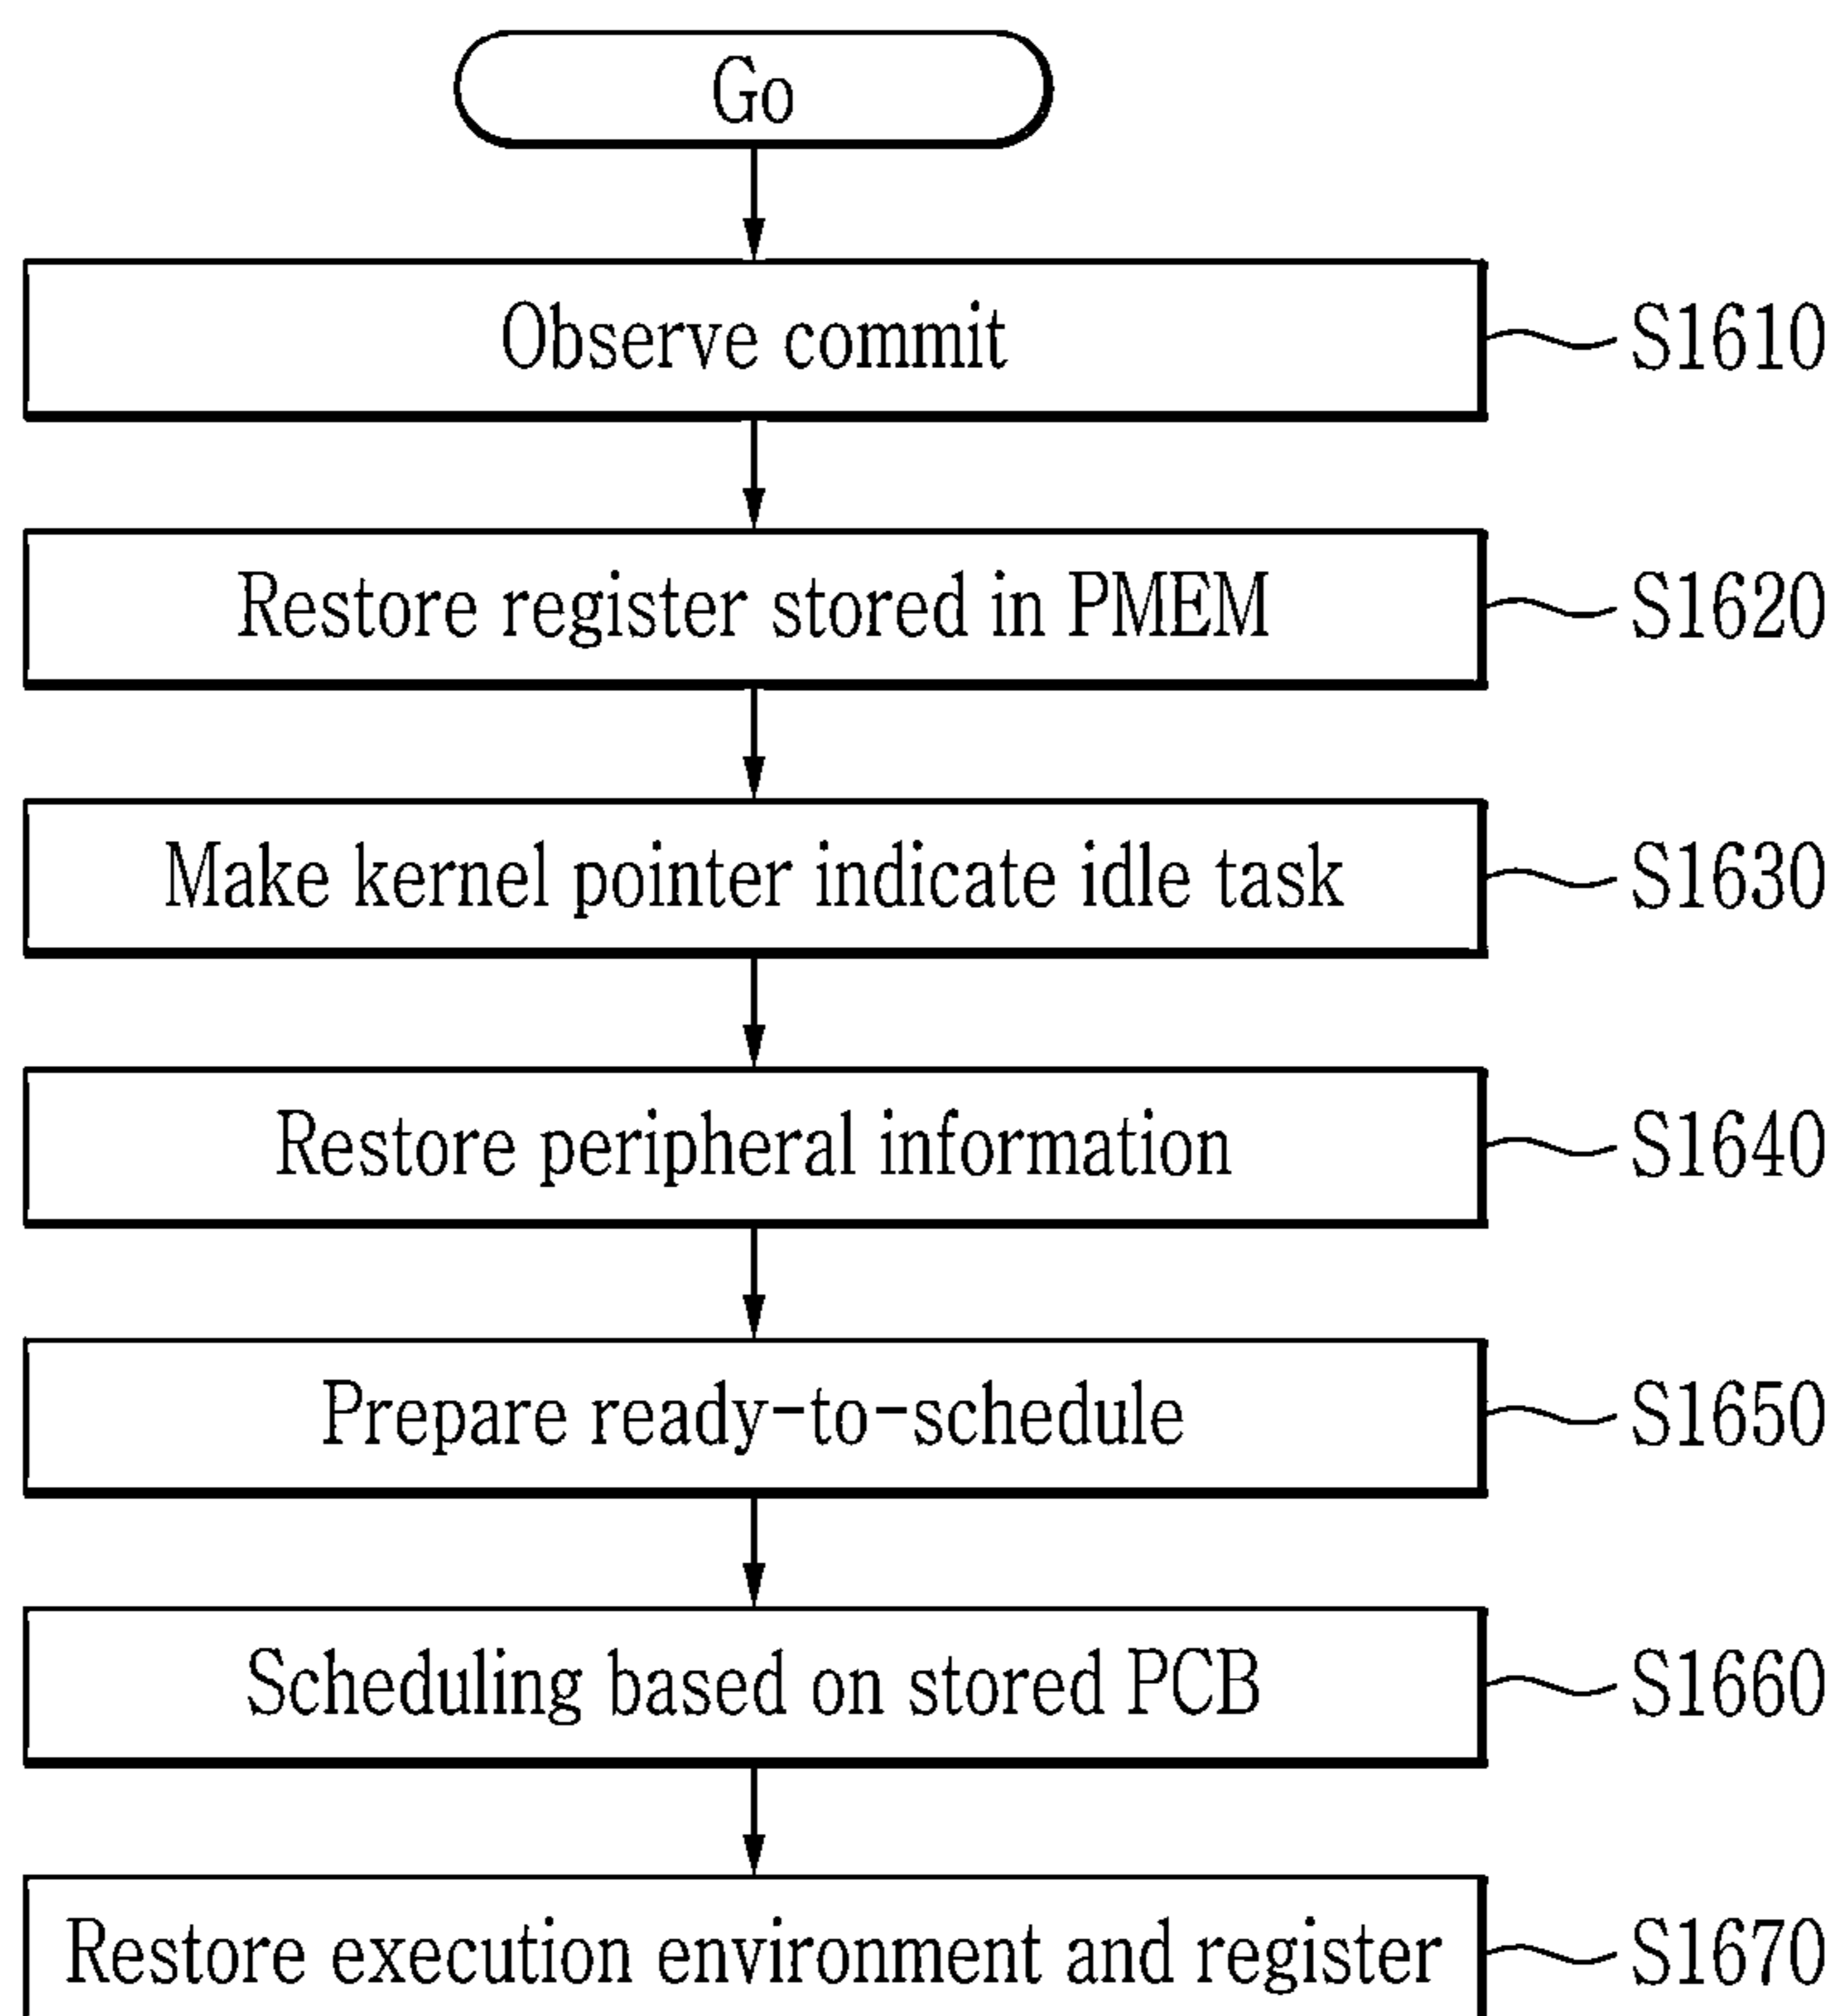 Go
Observe commit S1610
Restore register stored in PMEM S1620
Make kernel pointer indicate idle task S1630
Restore peripheral information S1640
Prepare ready-to-schedule S1650
Scheduling based on stored PCB S1660
Restore execution environment and register S1670